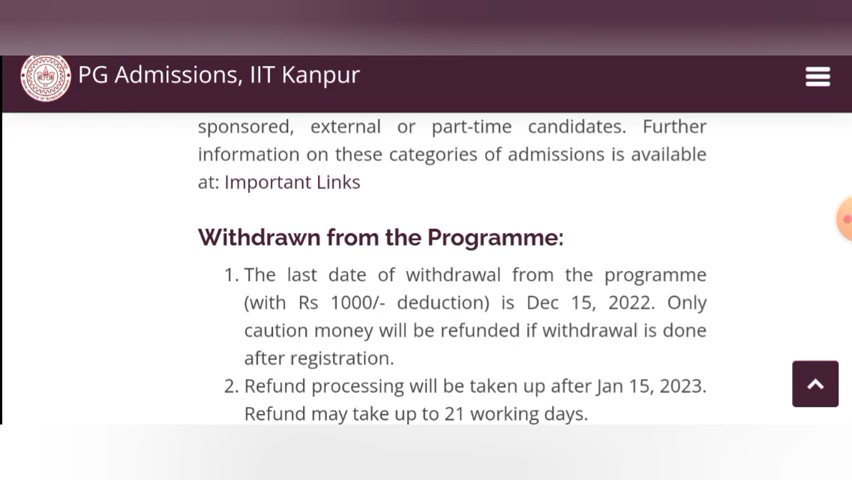 PG Admissions, IIT Kanpur
sponsored, external or part-time candidates. Further
information on these categories of admissions is available
at: Important Links
Withdrawn from the Programme:
1. The last date of withdrawal from the programme
(with Rs 1000/- deduction) is Dec 15, 2022. Only
caution money will be refunded if withdrawal is done
after registration.
2. Refund processing will be taken up after Jan 15, 2023.
Refund may take up to 21 working days.